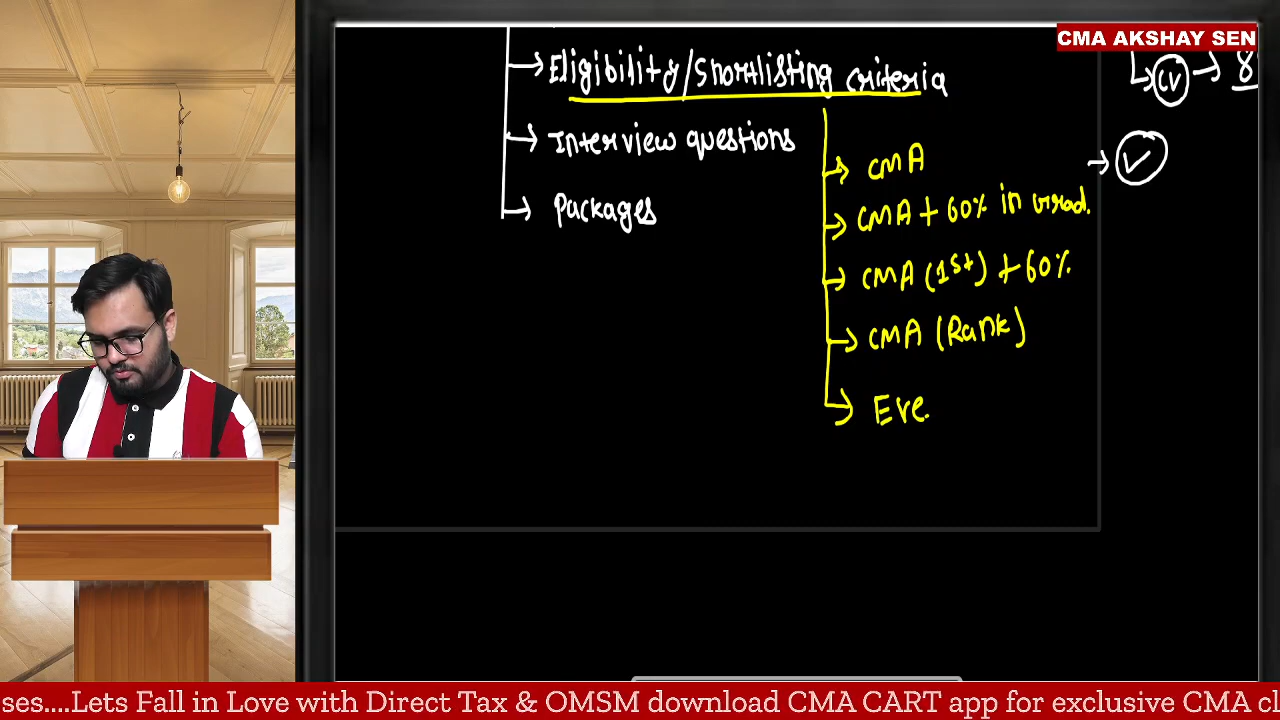 CMA AKSHAY SEN
Eligibility/Shortlisting criteria
CV → 8
Interview questions
CMA
Packages
CMA + 60% in Grad.
CMA (1st) + 60%
CMA (Rank)
Exe.
ses....Lets Fall in Love with Direct Tax & OMSM download CMA CART app for exclusive CMA cl